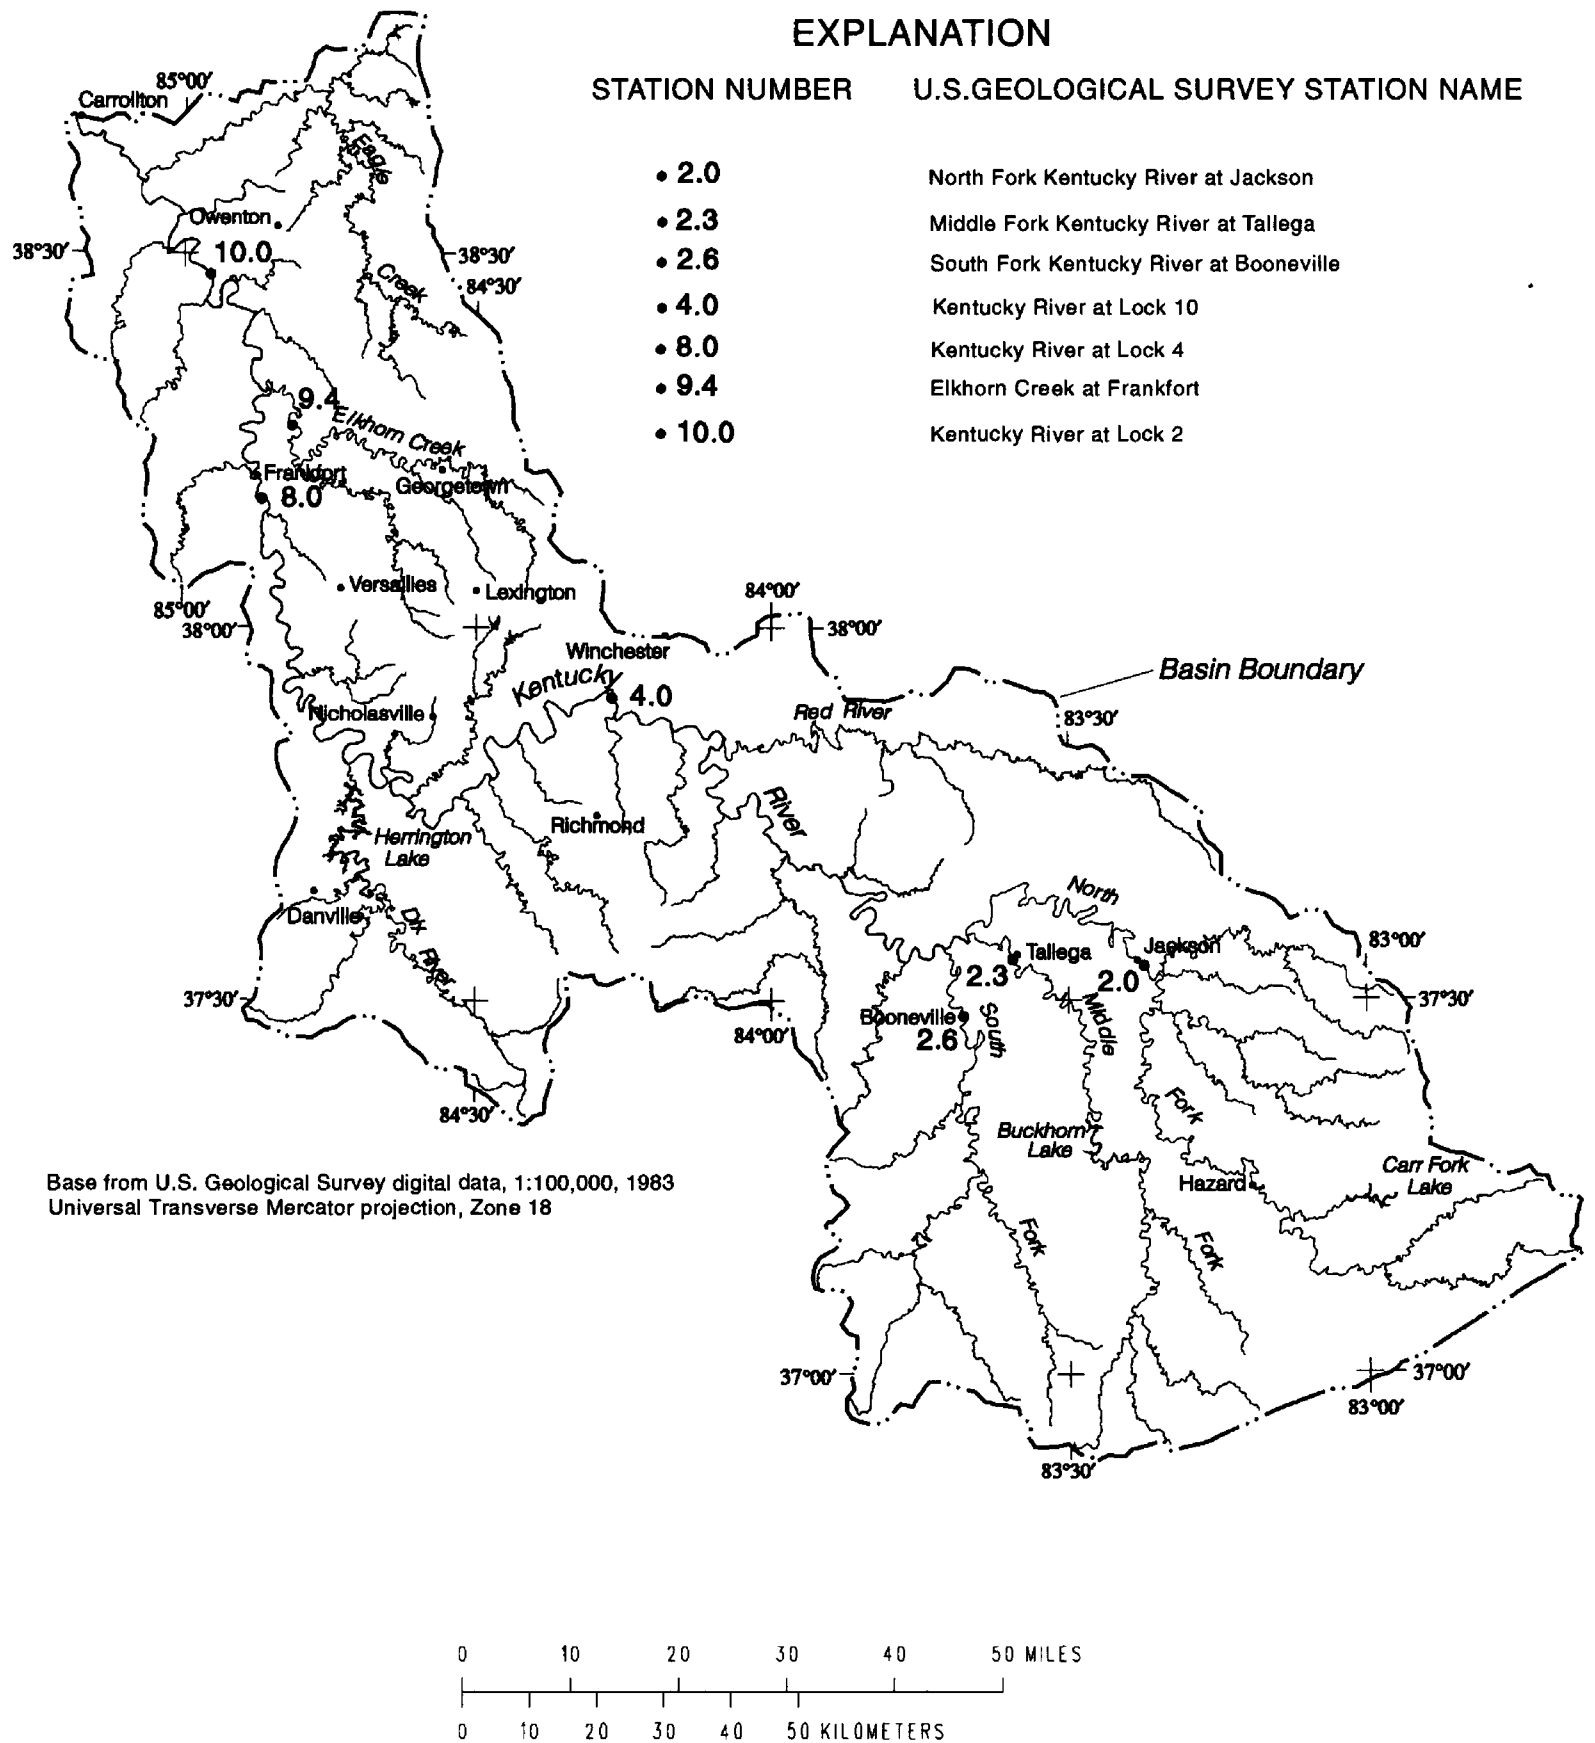 EXPLANATION
STATION NUMBER U.S.GEOLOGICAL SURVEY STATION NAME
2.0 North Fork Kentucky River at Jackson
2.3 Middle Fork Kentucky River at Tallega
2.6 South Fork Kentucky River at Booneville
4.0 Kentucky River at Lock 10
8.0 Kentucky River at Lock 4
9.4 Elkhorn Creek at Frankfort
10.0 Kentucky River at Lock 2
85°00'
Carrollton
Eagle
Owenton
38°30'
10.0
38°30'
Creek
84°30'
9.4
Elkhorn Creek
Frankfort
Georgetown
8.0
Versailles
Lexington
84°00'
85°00'
38°00'
38°00'
Winchester
Basin Boundary
Kentucky
4.0
Nicholasville
Red River
83°30'
River
Richmond
Herrington
Lake
North
Danville
Dix
River
Jackson
83°00'
Tallega
2.3
2.0
37°30'
37°30'
84°00'
Booneville
2.6
South
Middle
84°30'
Fork
Buckhorn
Lake
Carr Fork
Lake
Hazard
Base from U.S. Geological Survey digital data, 1:100,000, 1983
Universal Transverse Mercator projection, Zone 18
Fork
Fork
37°00'
37°00'
83°00'
83°30'
0 10 20 30 40 50 MILES
0 10 20 30 40 50 KILOMETERS